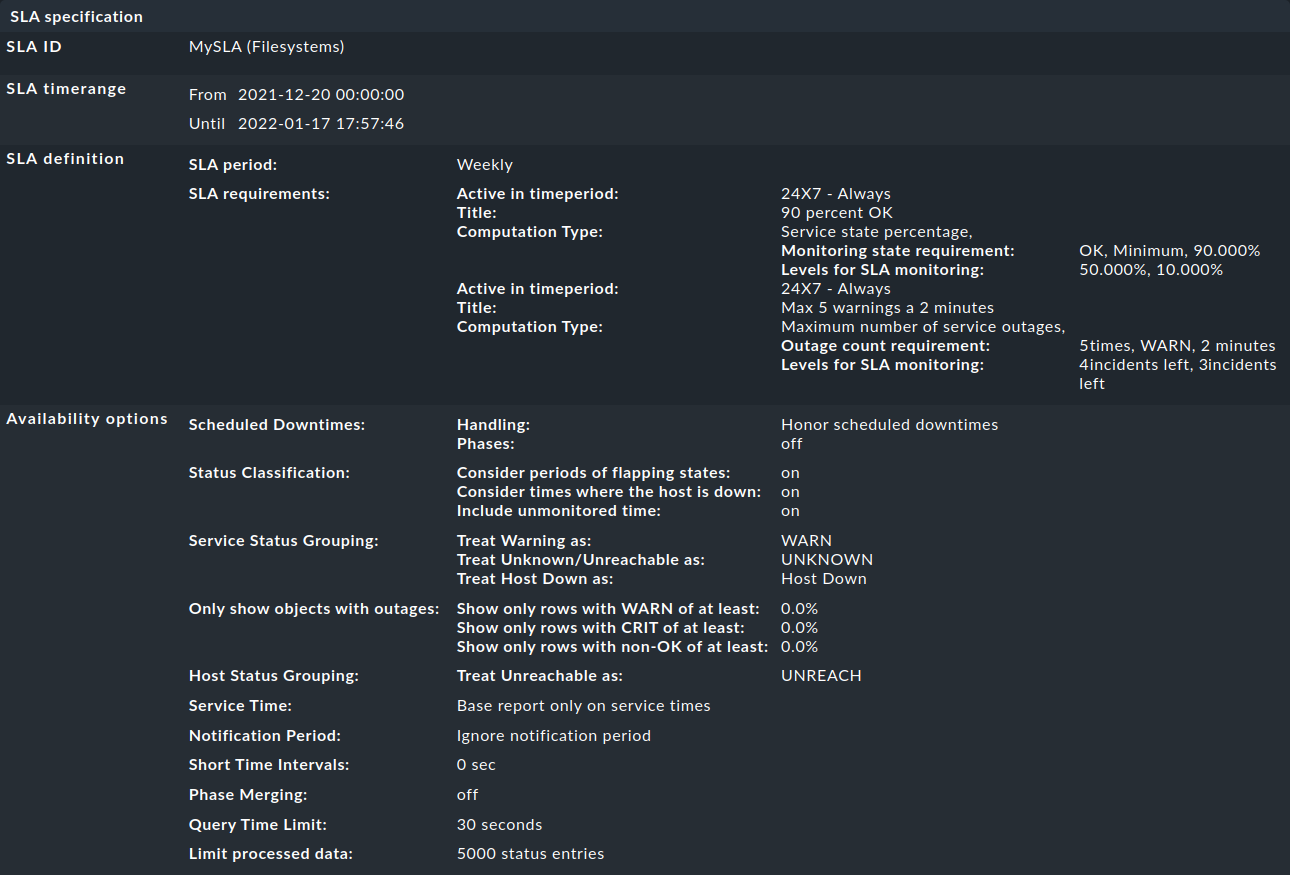 SLA specification
SLA ID MySLA (Filesystems)
SLA timerange From 2021-12-20 00:00:00
Until 2022-01-17 17:57:46
SLA definition SLA period: Weekly
SLA requirements: Active in timeperiod: 24X7 - Always
Title: 90 percent OK
Computation Type: Service state percentage,
Monitoring state requirement: OK, Minimum, 90.000%
Levels for SLA monitoring: 50.000%, 10.000%
Active in timeperiod: 24X7 - Always
Title: Max 5 warnings a 2 minutes
Computation Type: Maximum number of service outages,
Outage count requirement: 5times, WARN, 2 minutes
Levels for SLA monitoring: 4incidents left, 3incidents
left
Availability options Scheduled Downtimes: Handling: Honor scheduled downtimes
Phases: off
Status Classification: Consider periods of flapping states: on
Consider times where the host is down: on
Include unmonitored time: on
Service Status Grouping: Treat Warning as: WARN
Treat Unknown/Unreachable as: UNKNOWN
Treat Host Down as: Host Down
Only show objects with outages: Show only rows with WARN of at least: 0.0%
Show only rows with CRIT of at least: 0.0%
Show only rows with non-OK of at least: 0.0%
Host Status Grouping: Treat Unreachable as: UNREACH
Service Time: Base report only on service times
Notification Period: Ignore notification period
Short Time Intervals: 0 sec
Phase Merging: off
Query Time Limit: 30 seconds
Limit processed data: 5000 status entries